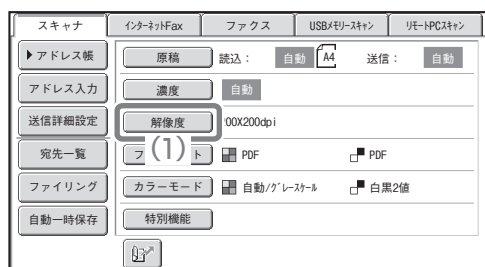 スキャナ インターネットFax ファクス USBメモリースキャン リモートPCスキャン
アドレス帳 原稿 読込： 自動 A4 送信： 自動
アドレス入力 濃度 自動
送信詳細設定 解像度 00X200dpi
宛先一覧 フ (1) ト PDF PDF
ファイリング カラーモード 自動/グレースケール 白黒2値
自動一時保存 特別機能